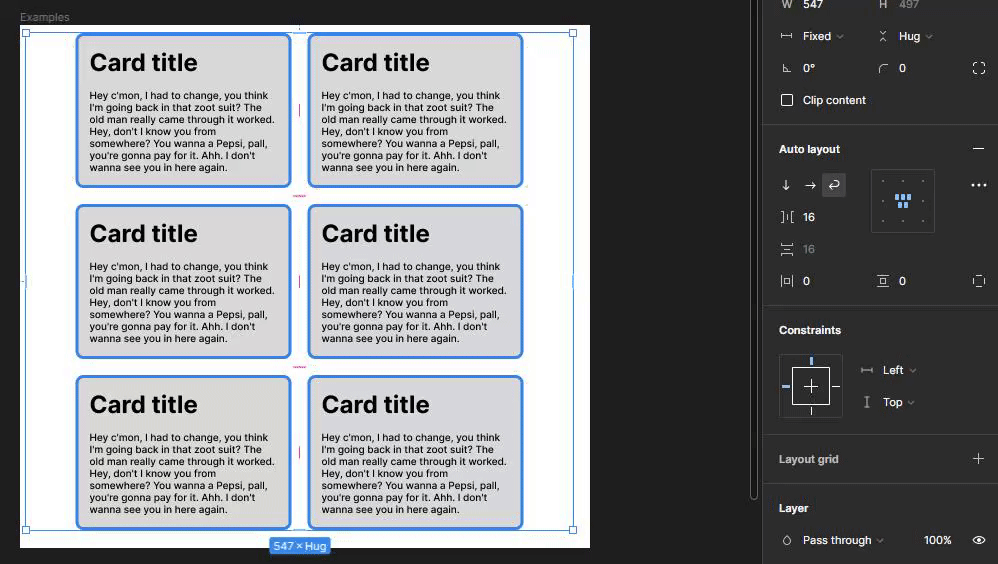 Examples
Card title
Hey c'mon, I had to change, you think
I'm going back in that zoot suit? The
old man really came through it worked.
Hey, don't I know you from
somewhere? You wanna a Pepsi, pall,
you're gonna pay for it. Ahh. I don't
wanna see you in here again.
Card title
Hey c'mon, I had to change, you think
I'm going back in that zoot suit? The
old man really came through it worked.
Hey, don't I know you from
somewhere? You wanna a Pepsi, pall,
you're gonna pay for it. Ahh. I don't
wanna see you in here again.
Card title
Hey c'mon, I had to change, you think
I'm going back in that zoot suit? The
old man really came through it worked.
Hey, don't I know you from
somewhere? You wanna a Pepsi, pall,
you're gonna pay for it. Ahh. I don't
wanna see you in here again.
Card title
Hey c'mon, I had to change, you think
I'm going back in that zoot suit? The
old man really came through it worked.
Hey, don't I know you from
somewhere? You wanna a Pepsi, pall,
you're gonna pay for it. Ahh. I don't
wanna see you in here again.
Card title
Hey c'mon, I had to change, you think
I'm going back in that zoot suit? The
old man really came through it worked.
Hey, don't I know you from
somewhere? You wanna a Pepsi, pall,
you're gonna pay for it. Ahh. I don't
wanna see you in here again.
Card title
Hey c'mon, I had to change, you think
I'm going back in that zoot suit? The
old man really came through it worked.
Hey, don't I know you from
somewhere? You wanna a Pepsi, pall,
you're gonna pay for it. Ahh. I don't
wanna see you in here again.
547 × Hug
W 547 H 497
Fixed Hug
0° 0
Clip content
Auto layout
16
16
0 0
Constraints
Left
Top
Layout grid
Layer
Pass through 100%